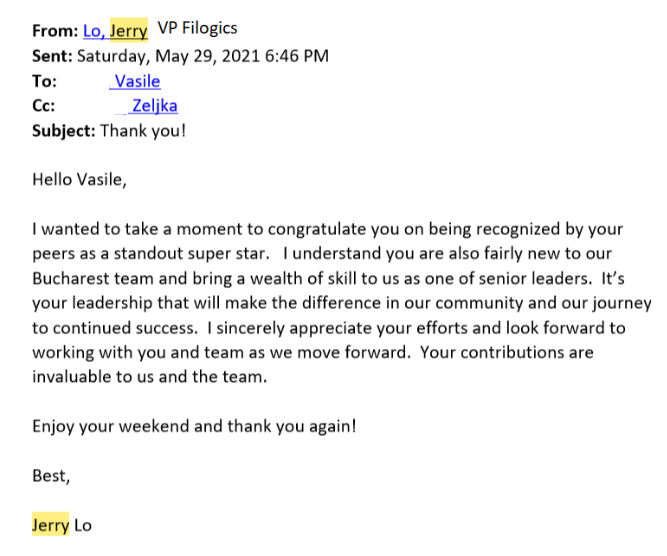 From: Lo, Jerry VP Filogics
Sent: Saturday, May 29, 2021 6:46 PM
To: Vasile
Cc: Zeljka
Subject: Thank you!
Hello Vasile,
I wanted to take a moment to congratulate you on being recognized by your
peers as a standout super star. I understand you are also fairly new to our
Bucharest team and bring a wealth of skill to us as one of senior leaders. It's
your leadership that will make the difference in our community and our journey
to continued success. I sincerely appreciate your efforts and look forward to
working with you and team as we move forward. Your contributions are
invaluable to us and the team.
Enjoy your weekend and thank you again!
Best,
Jerry Lo